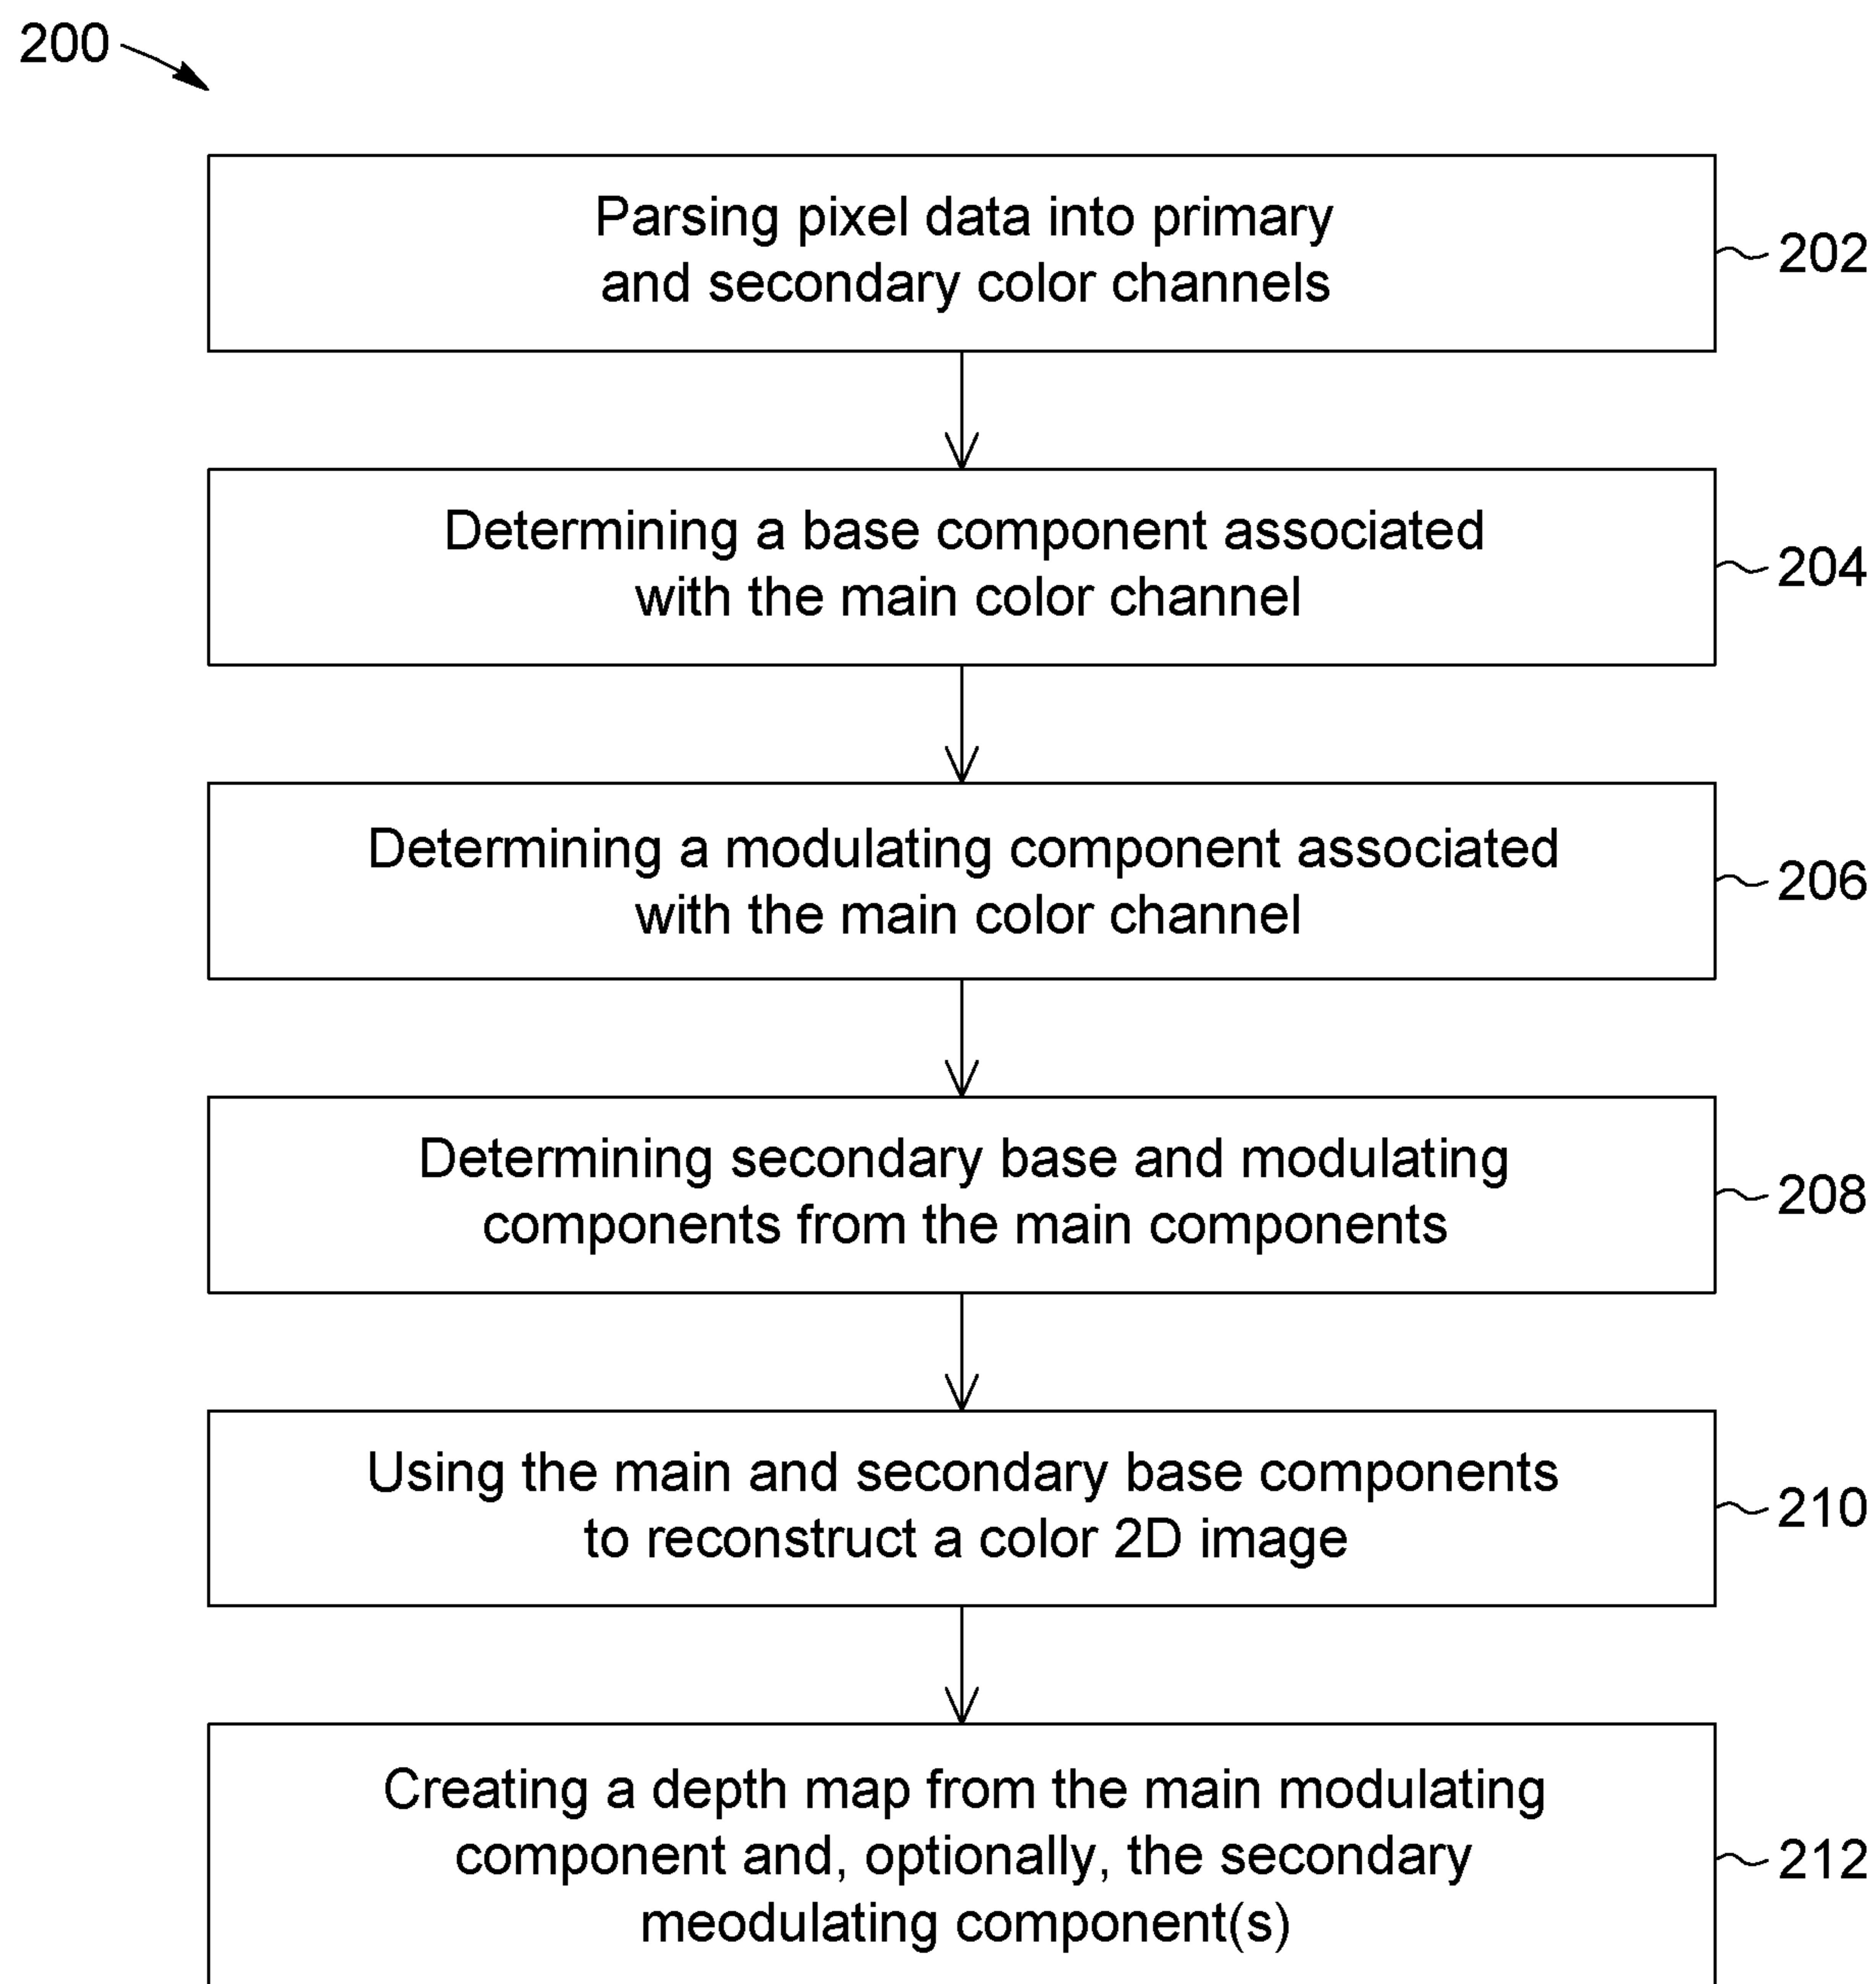 200
Parsing pixel data into primary
and secondary color channels
202
Determining a base component associated
with the main color channel
204
Determining a modulating component associated
with the main color channel
206
Determining secondary base and modulating
components from the main components
208
Using the main and secondary base components
to reconstruct a color 2D image
210
Creating a depth map from the main modulating
component and, optionally, the secondary
meodulating component(s)
212